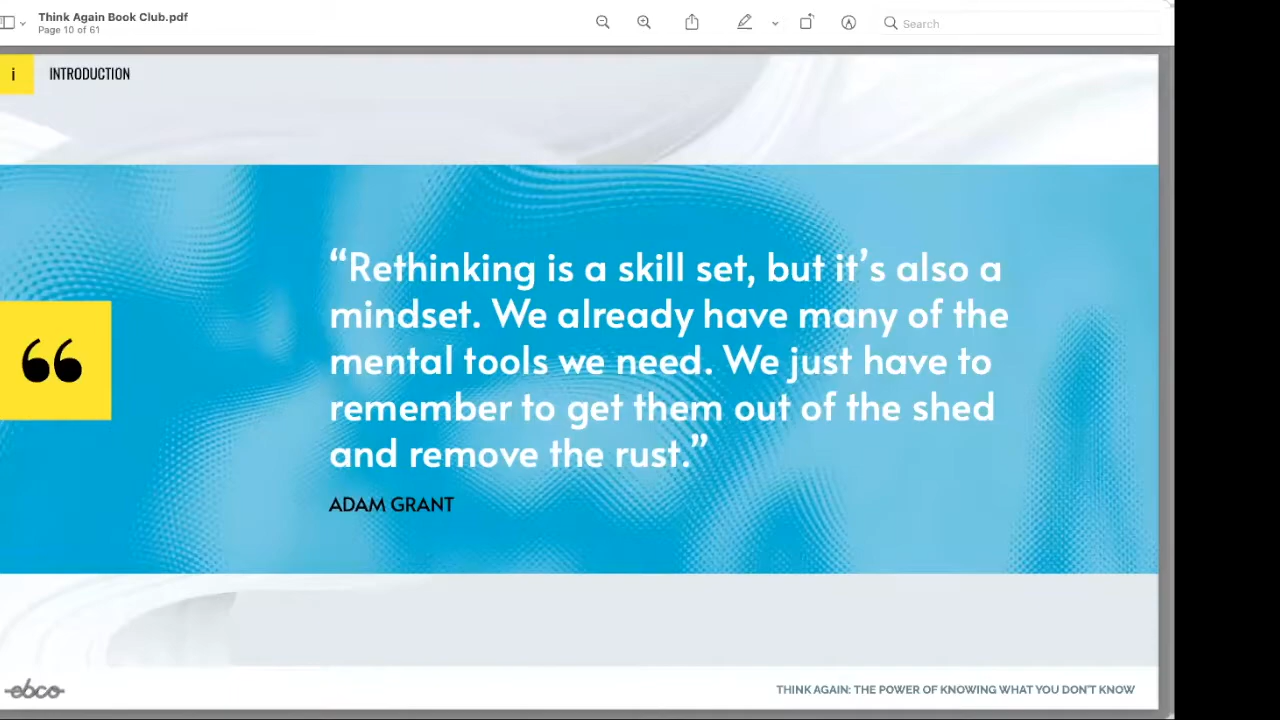 Think Again Book Club.pdf
Page 10 of 61
Search
i INTRODUCTION
“Rethinking is a skill set, but it’s also a
mindset. We already have many of the
mental tools we need. We just have to
remember to get them out of the shed
and remove the rust.”
ADAM GRANT
ebco
THINK AGAIN: THE POWER OF KNOWING WHAT YOU DON'T KNOW